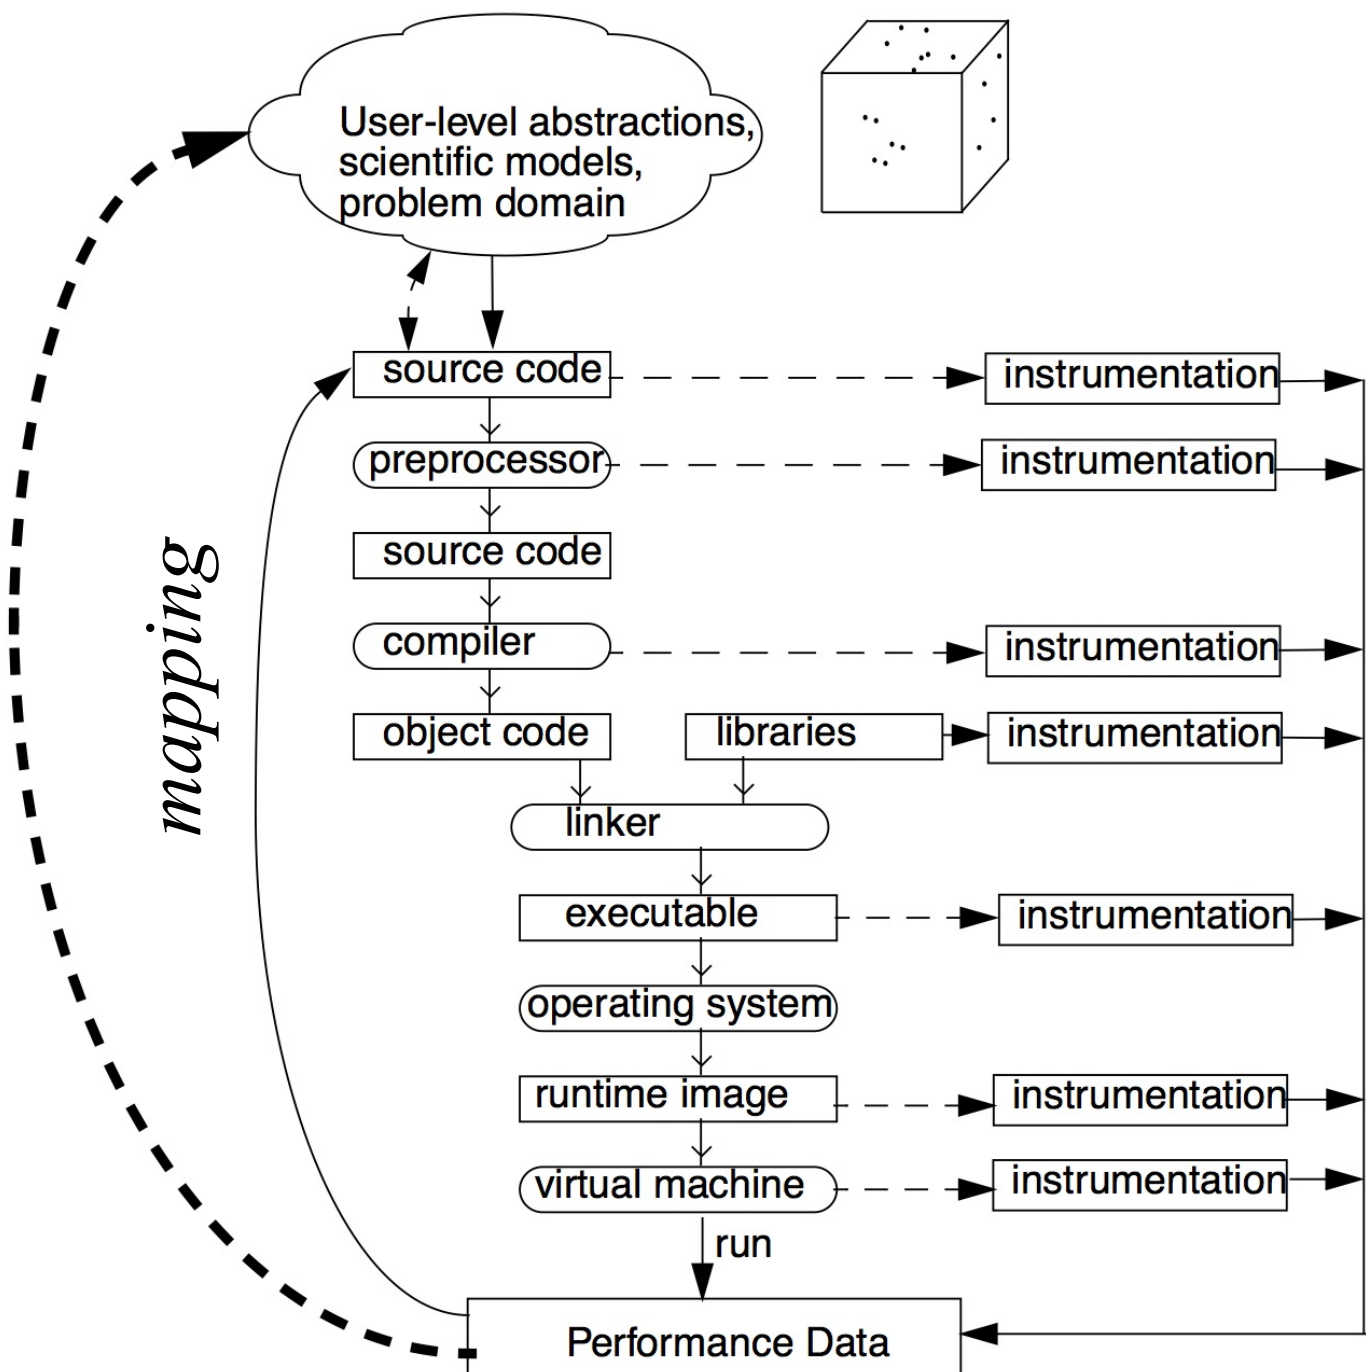 User-level abstractions,
scientific models,
problem domain
source code
instrumentation
preprocessor
instrumentation
source code
mapping
compiler
instrumentation
object code
libraries
instrumentation
linker
executable
instrumentation
operating system
runtime image
instrumentation
virtual machine
instrumentation
run
Performance Data